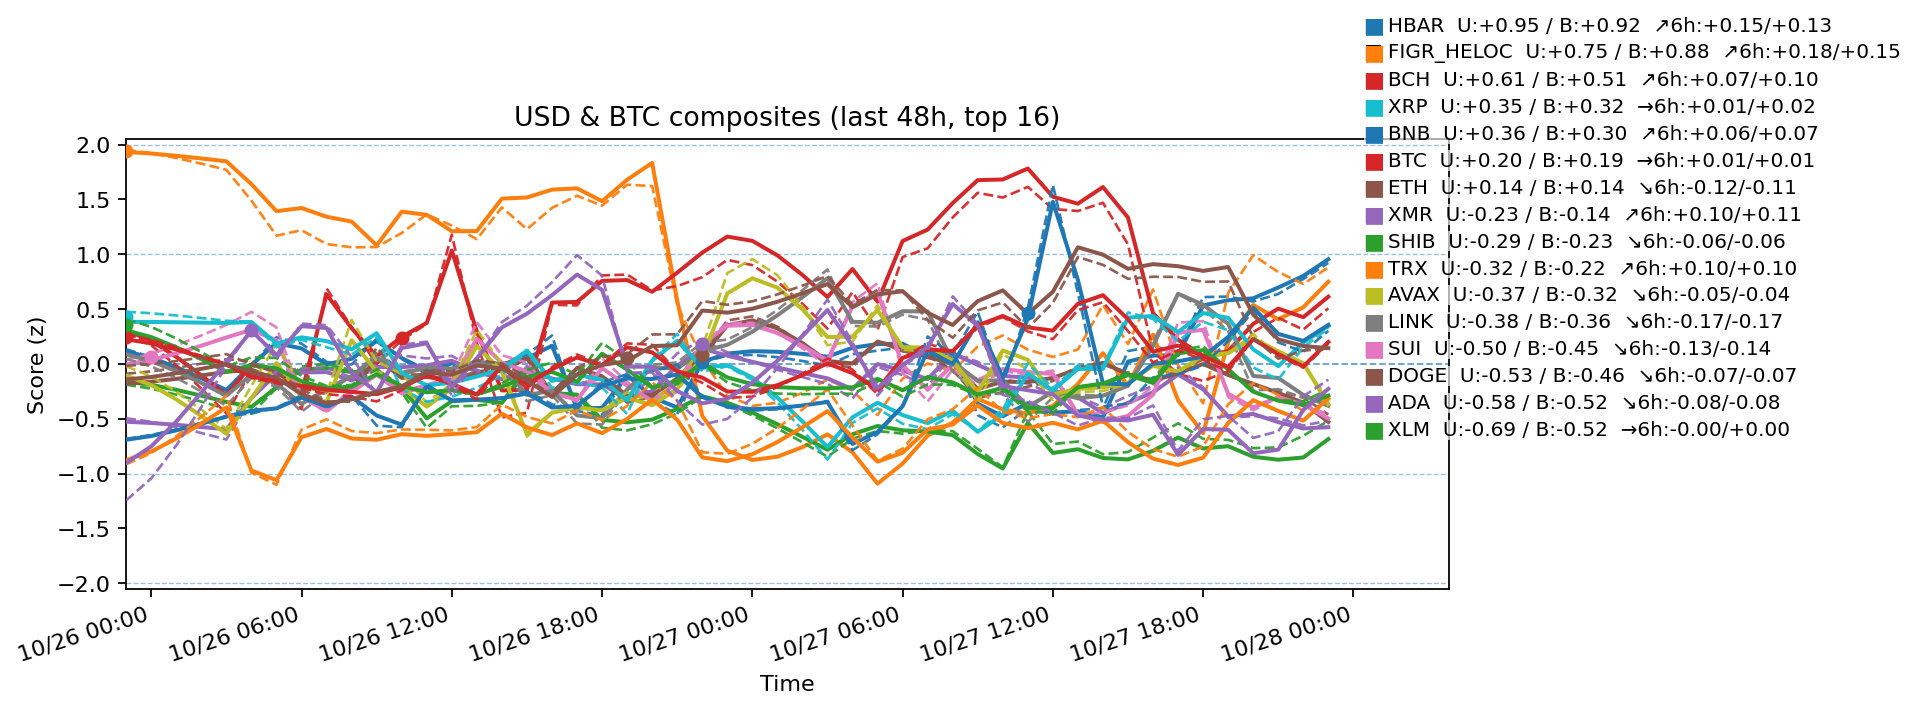 HBAR  U:+0.95 / B:+0.92  ↗6h:+0.15/+0.13
FIGR_HELOC  U:+0.75 / B:+0.88  ↗6h:+0.18/+0.15
BCH  U:+0.61 / B:+0.51  ↗6h:+0.07/+0.10
XRP  U:+0.35 / B:+0.32  →6h:+0.01/+0.02
BNB  U:+0.36 / B:+0.30  ↗6h:+0.06/+0.07
BTC  U:+0.20 / B:+0.19  →6h:+0.01/+0.01
ETH  U:+0.14 / B:+0.14  ↘6h:-0.12/-0.11
XMR  U:-0.23 / B:-0.14  ↗6h:+0.10/+0.11
SHIB  U:-0.29 / B:-0.23  ↘6h:-0.06/-0.06
TRX  U:-0.32 / B:-0.22  ↗6h:+0.10/+0.10
AVAX  U:-0.37 / B:-0.32  ↘6h:-0.05/-0.04
LINK  U:-0.38 / B:-0.36  ↘6h:-0.17/-0.17
SUI  U:-0.50 / B:-0.45  ↘6h:-0.13/-0.14
DOGE  U:-0.53 / B:-0.46  ↘6h:-0.07/-0.07
ADA  U:-0.58 / B:-0.52  ↘6h:-0.08/-0.08
XLM  U:-0.69 / B:-0.52  →6h:-0.00/+0.00
USD & BTC composites (last 48h, top 16)
Score (z)
2.0
1.5
1.0
0.5
0.0
−0.5
−1.0
−1.5
−2.0
10/26 00:00
10/26 06:00
10/26 12:00
10/26 18:00
10/27 00:00
10/27 06:00
10/27 12:00
10/27 18:00
10/28 00:00
Time